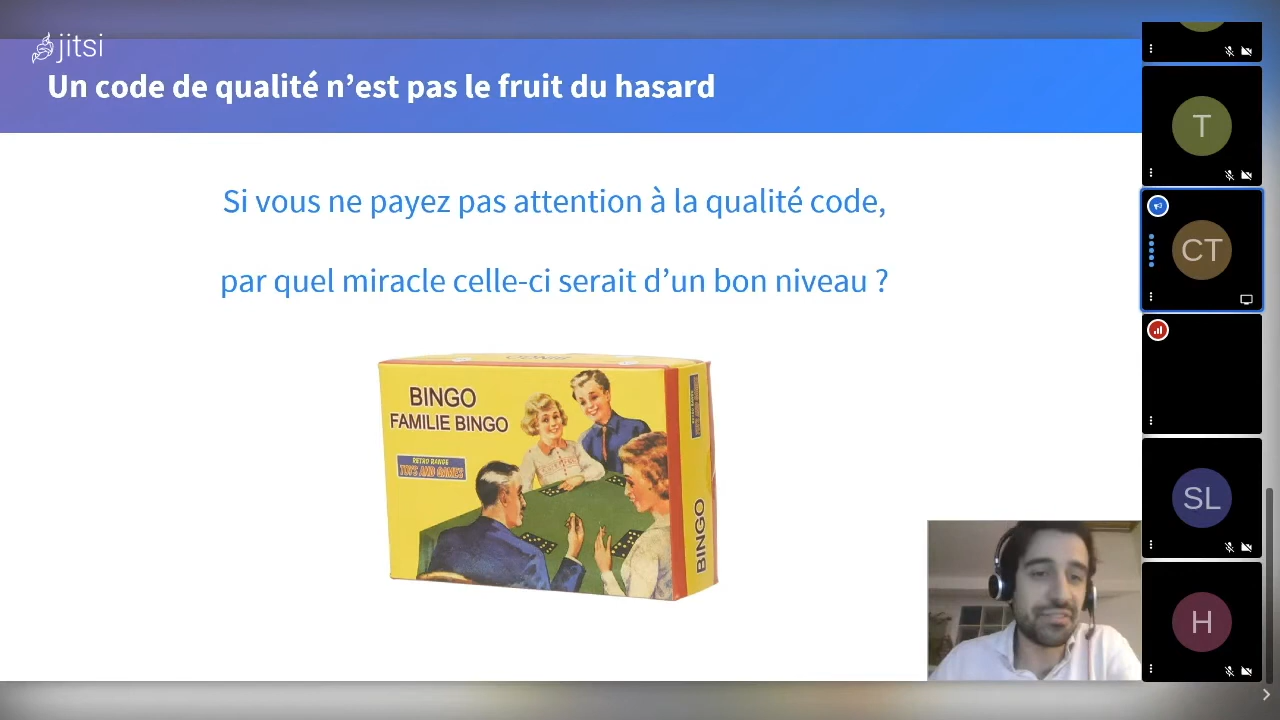 jitsi
Un code de qualité n’est pas le fruit du hasard
Si vous ne payez pas attention à la qualité code,
par quel miracle celle-ci serait d’un bon niveau ?
BINGO
FAMILIE BINGO
RETRO RANGE
TOYS AND GAMES
BINGO
T
CT
SL
H